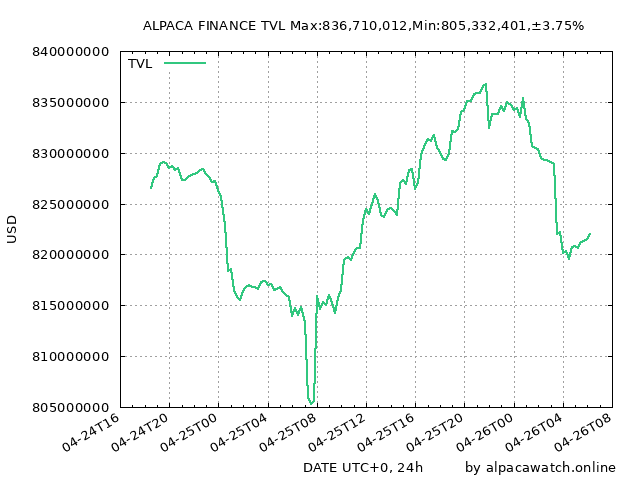 ALPACA FINANCE TVL Max:836,710,012,Min:805,332,401,±3.75%
840000000
TVL
835000000
830000000
825000000
USD
820000000
815000000
810000000
805000000
04-24T16
04-24T20
04-25T00
04-25T04
04-25T08
04-25T12
04-25T16
04-25T20
04-26T00
04-26T04
04-26T08
DATE UTC+0, 24h
by alpacawatch.online